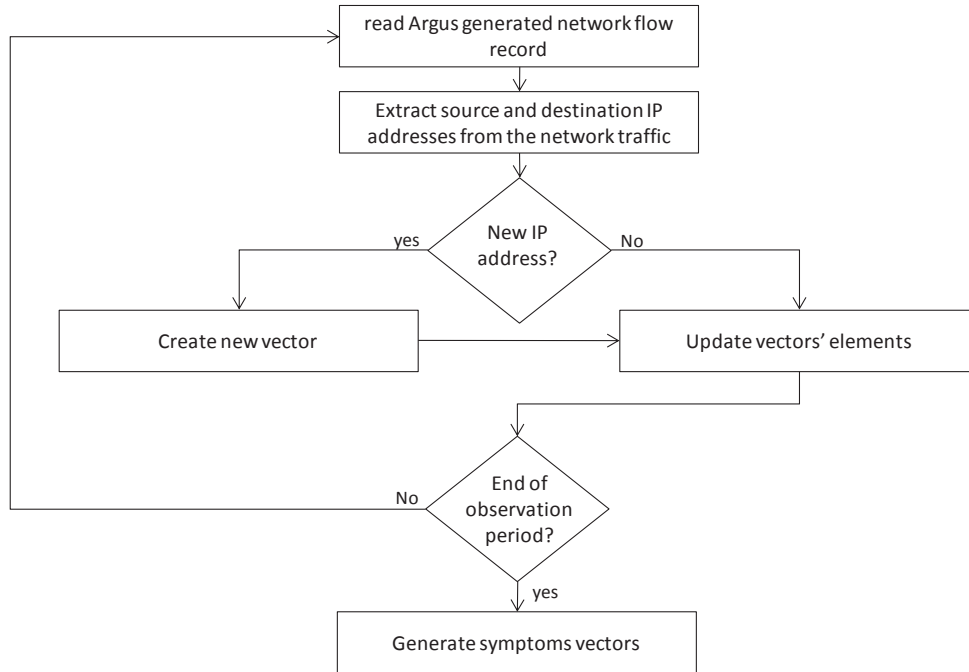 read Argus generated network flow
record
Extract source and destination IP
addresses from the network traffic
New IP
address?
yes
No
Create new vector
Update vectors' elements
End of
observation
period?
No
yes
Generate symptoms vectors